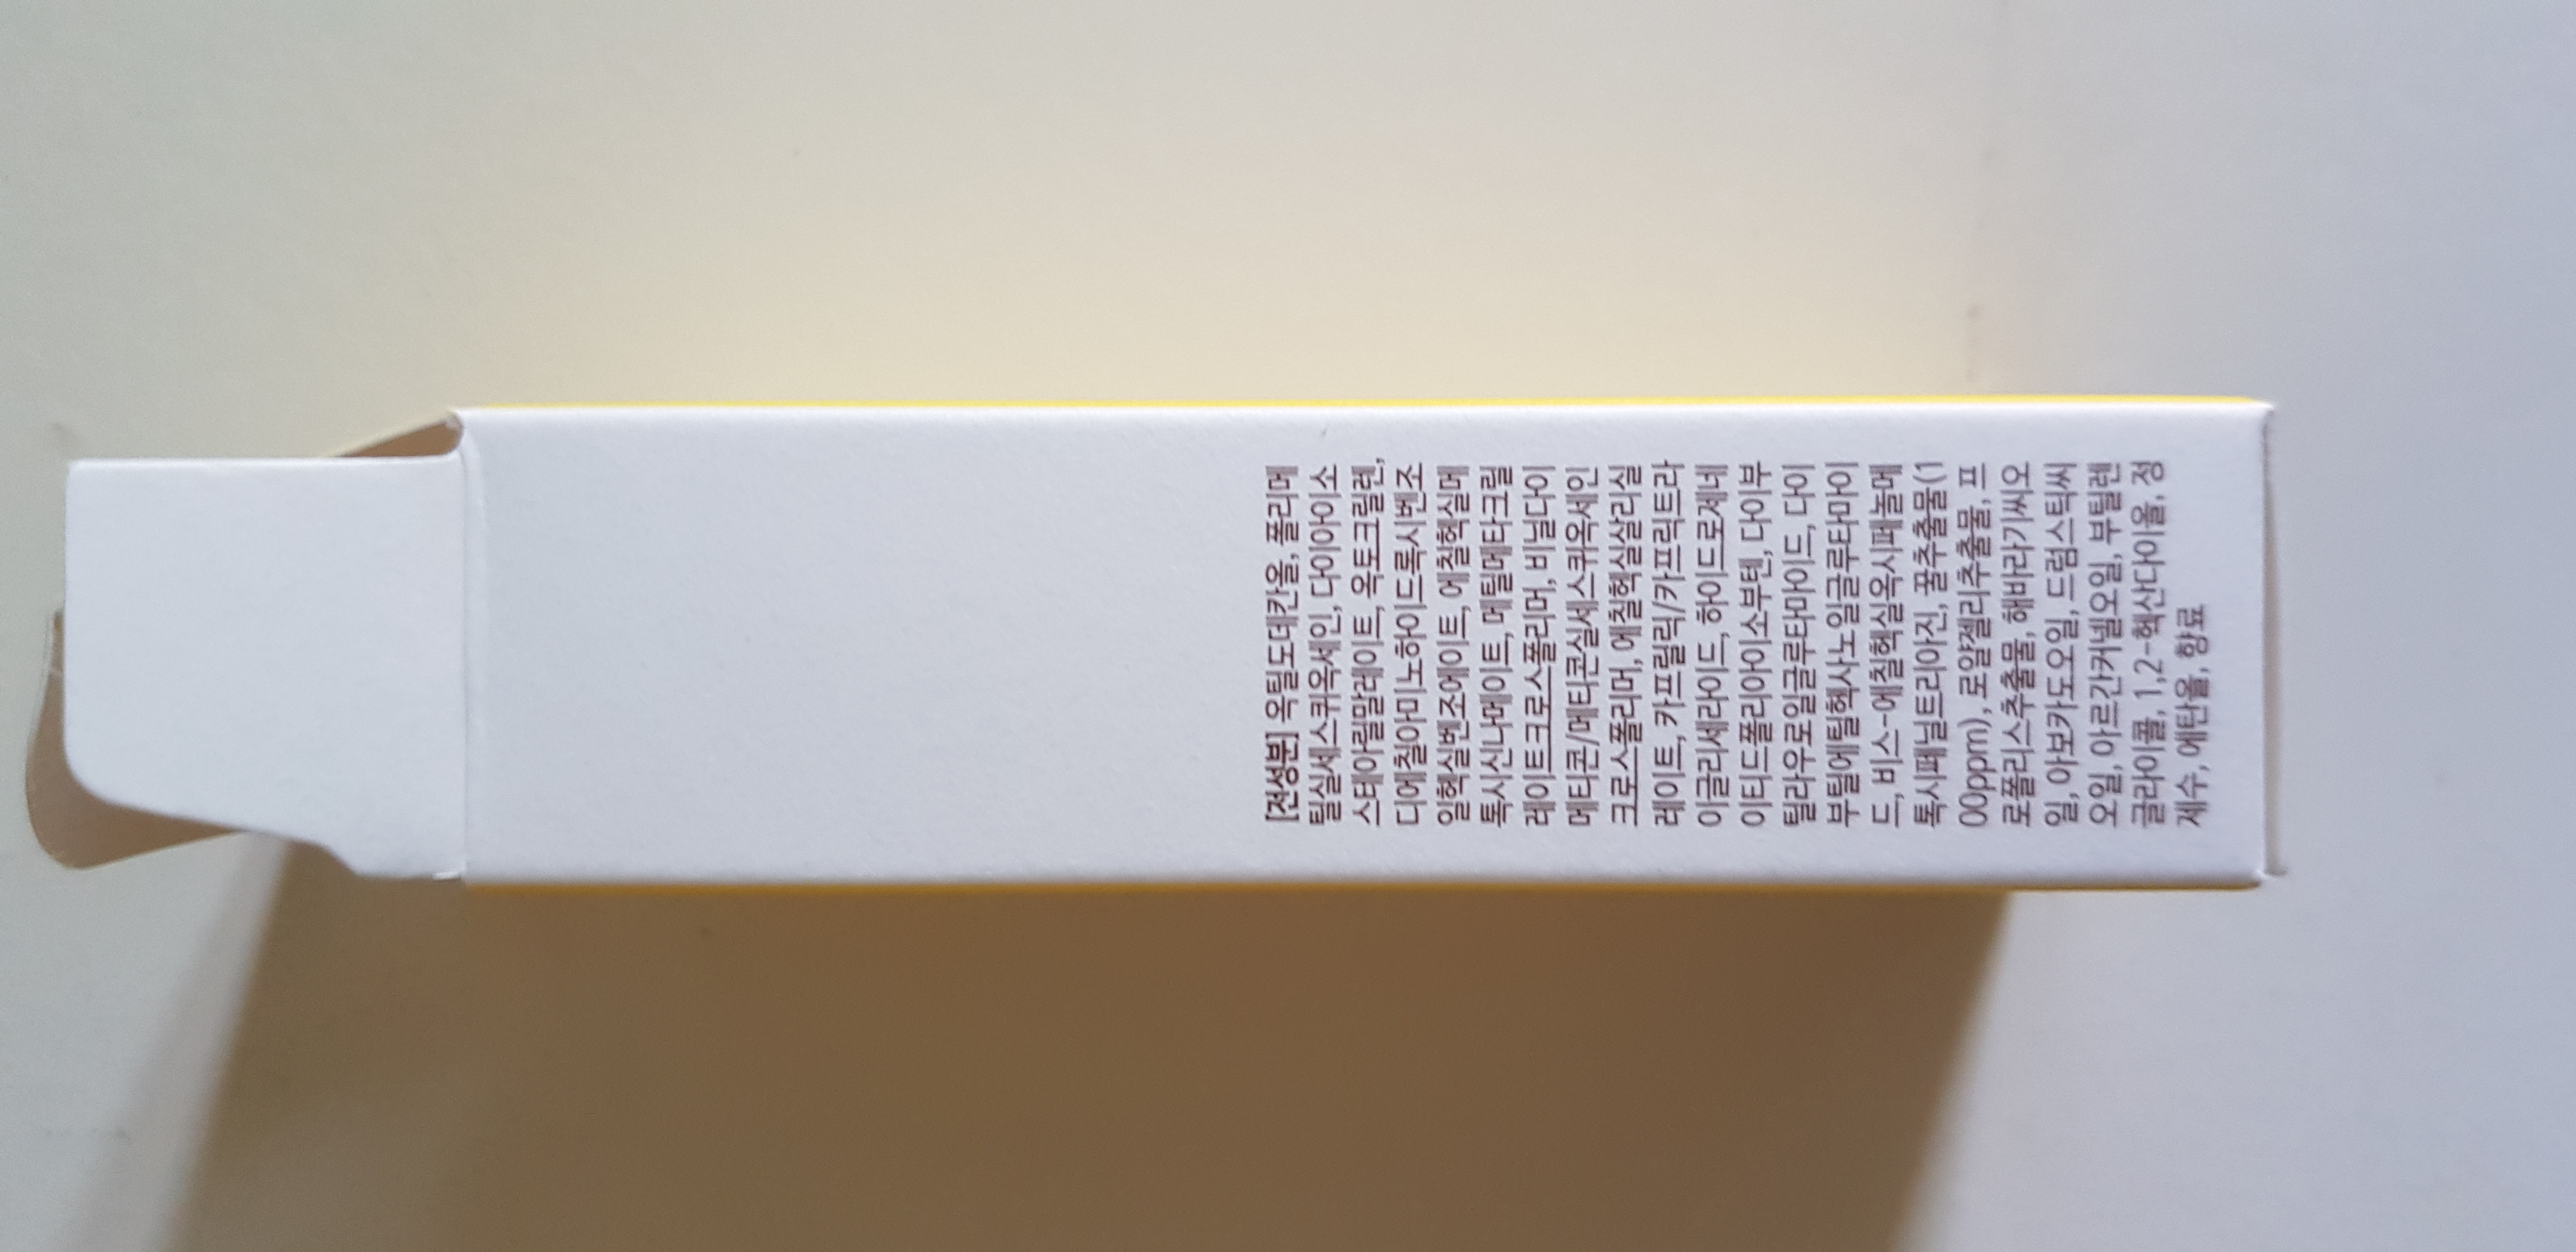 [전성분] 옥틸도데칸올, 폴리메
틸실세스퀴옥세인, 다이아이소
스테아릴말레이트, 옥토크릴렌,
디에칠아미노하이드록시벤조
일헥실벤조에이트, 에칠헥실메
톡시신나메이트, 메틸메타크릴
레이트크로스폴리머, 비닐다이
메티콘/메티콘실세스퀴옥세인
크로스폴리머, 에칠헥실살리실
레이트, 카프릴릭/카프릭트라
이글리세라이드, 하이드로제네
이티드폴리아이소부텐, 다이부
틸라우로일글루타마이드, 다이
부틸에틸헥사노일글루타마이
드, 비스-에칠헥실옥시페놀메
톡시페닐트리아진, 꿀추출물(1
00ppm), 로얄젤리추출물, 프
로폴리스추출물, 해바라기씨오
일, 아보카도오일, 드럼스틱씨
오일, 아르간커넬오일, 부틸렌
글라이콜, 1,2-헥산다이올, 정
제수, 에탄올, 향료